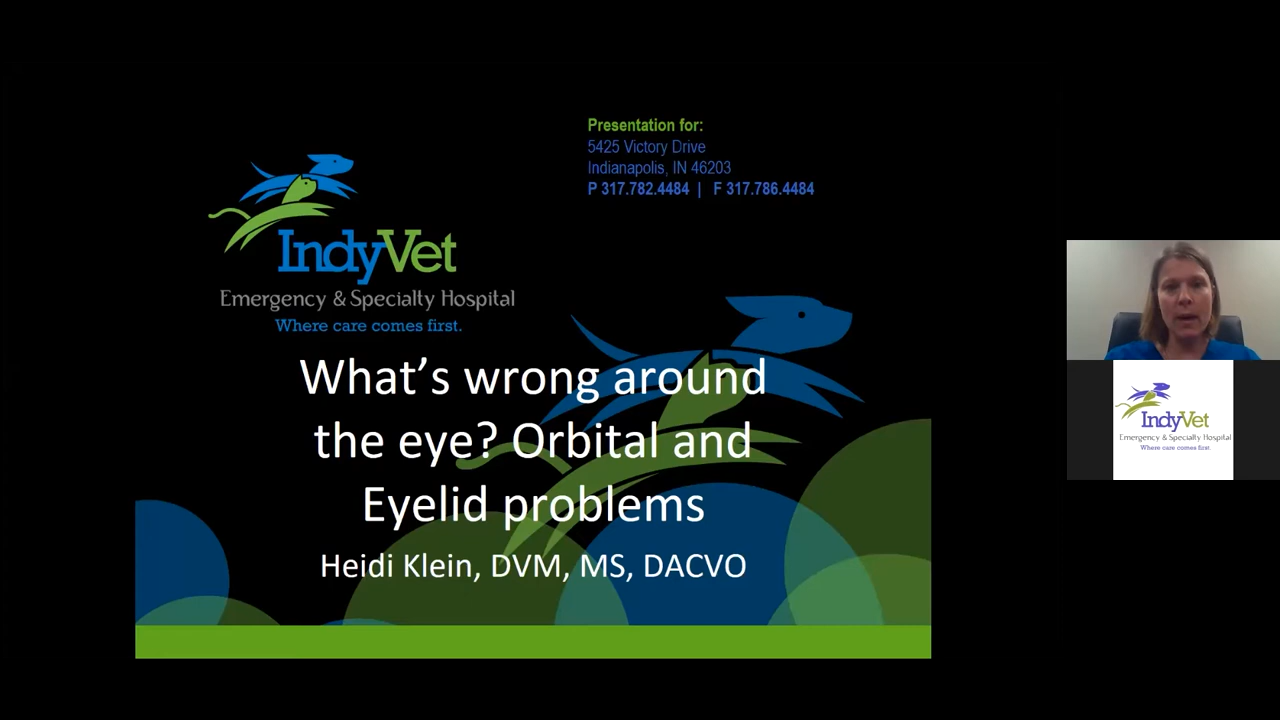 Presentation for:
5425 Victory Drive
Indianapolis, IN 46203
P 317.782.4484 | F 317.786.4484
IndyVet
Emergency & Specialty Hospital
Where care comes first.
What's wrong around
the eye? Orbital and
Eyelid problems
Heidi Klein, DVM, MS, DACVO
IndyVet
Emergency & Specialty Hospital
Where care comes first.